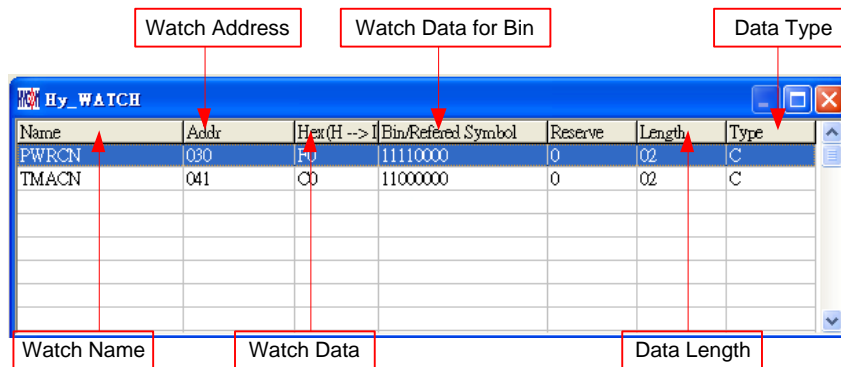 Watch Address Watch Data for Bin Data Type
Hy_WATCH
Name Addr Hex(H --> I Bin/Refered Symbol Reserve Length Type
PWRCN 030 F0 11110000 0 02 C
TMACN 041 C0 11000000 0 02 C
Watch Name Watch Data Data Length